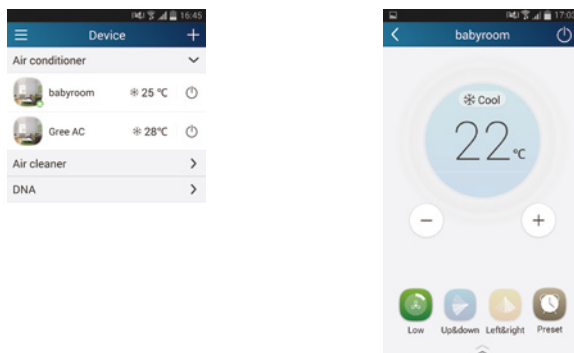 16:45
Device
Air conditioner
babyroom 25 °C
Gree AC 28°C
Air cleaner
DNA
17:03
babyroom
Cool
22°C
Low Up&down Left&right Preset